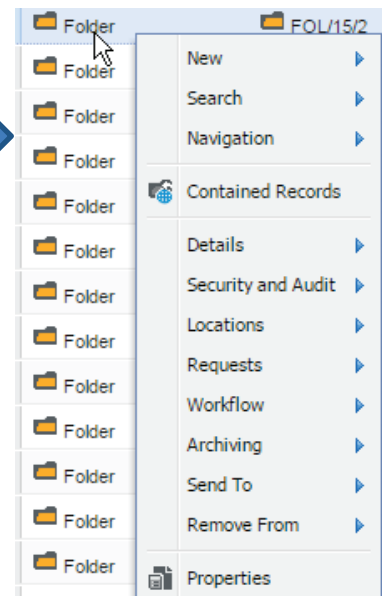 Folder FOL/15/2
Folder
Folder
Folder
Folder
Folder
Folder
Folder
Folder
Folder
Folder
Folder
Folder
New
Search
Navigation
Contained Records
Details
Security and Audit
Locations
Requests
Workflow
Archiving
Send To
Remove From
Properties